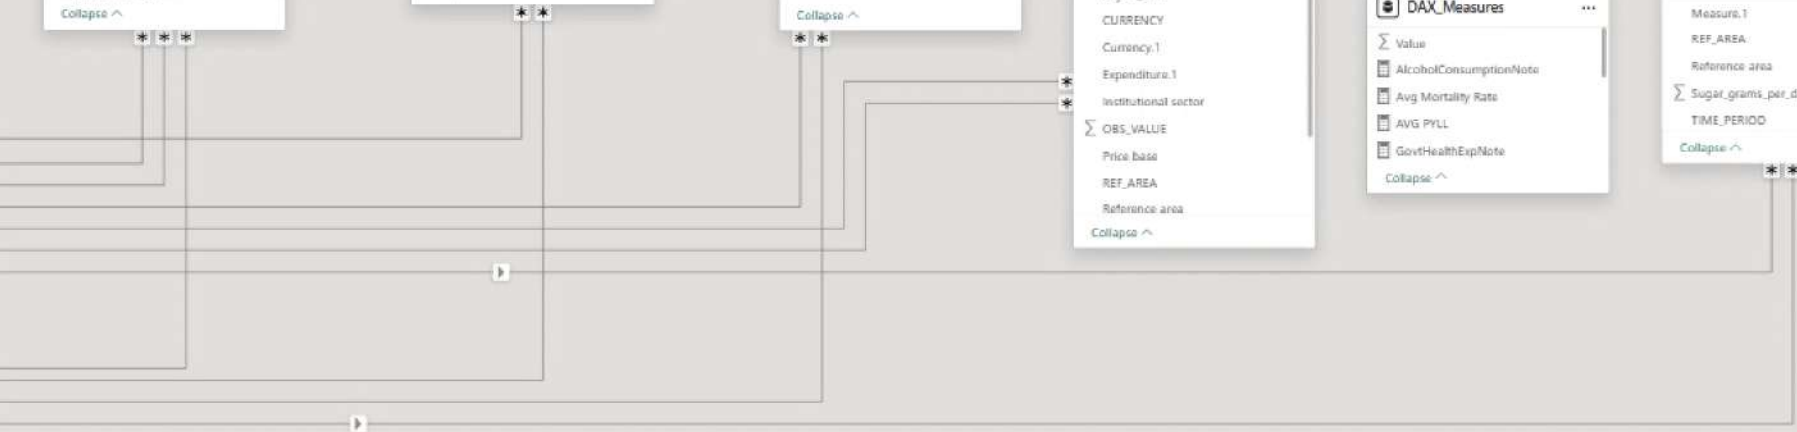 Collapse
Collapse
CURRENCY
Currency.1
Expenditure.1
Institutional sector
OBS_VALUE
Price base
REF_AREA
Reference area
Collapse
DAX_Measures
Value
AlcoholConsumptionNote
Avg Mortality Rate
AVG PYLL
GovtHealthExpNote
Collapse
Measure.1
REF_AREA
Reference area
Sugar_grams_per_d
TIME_PERIOD
Collapse